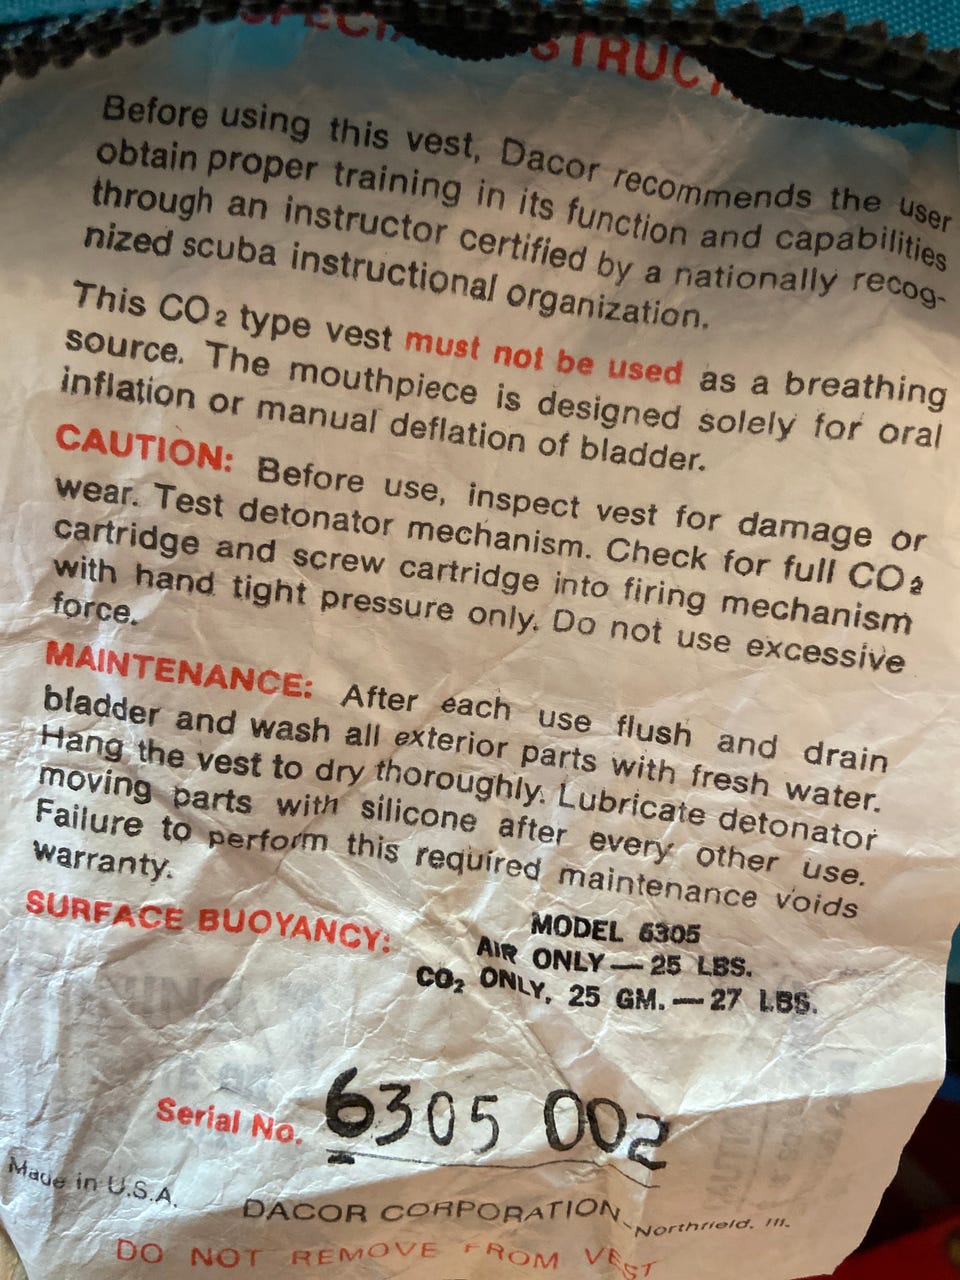 Before using this vest, Dacor recommends the user
obtain proper training in its function and capabilities
through an instructor certified by a nationally recog-
nized scuba instructional organization.
This CO2 type vest must not be used as a breathing
source. The mouthpiece is designed solely for oral
inflation or manual deflation of bladder.
CAUTION: Before use, inspect vest for damage or
wear. Test detonator mechanism. Check for full CO2
cartridge and screw cartridge into firing mechanism
with hand tight pressure only. Do not use excessive
force.
MAINTENANCE: After each use flush and drain
bladder and wash all exterior parts with fresh water.
Hang the vest to dry thoroughly. Lubricate detonator
moving parts with silicone after every other use.
Failure to perform this required maintenance voids
warranty.
SURFACE BUOYANCY: MODEL 6305
AIR ONLY — 25 LBS.
CO2 ONLY, 25 GM. — 27 LBS.
Serial No. 6305 002
Made in U.S.A.
DACOR CORPORATION - Northfield, Ill.
DO NOT REMOVE FROM VEST